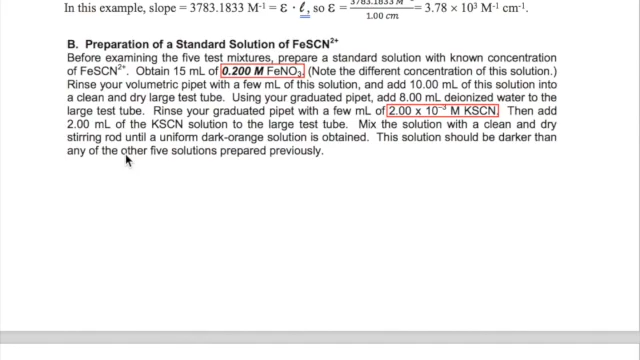 In this example, slope = 3783.1833 M⁻¹ = Ɛ · ℓ, so Ɛ = 3783.1833 M⁻¹ / 1.00 cm = 3.78 × 10³ M⁻¹ cm⁻¹.
B. Preparation of a Standard Solution of FeSCN²⁺
Before examining the five test mixtures, prepare a standard solution with known concentration
of FeSCN²⁺. Obtain 15 mL of 0.200 M FeNO₃. (Note the different concentration of this solution.)
Rinse your volumetric pipet with a few mL of this solution, and add 10.00 mL of this solution into
a clean and dry large test tube. Using your graduated pipet, add 8.00 mL deionized water to the
large test tube. Rinse your graduated pipet with a few mL of 2.00 x 10⁻³ M KSCN. Then add
2.00 mL of the KSCN solution to the large test tube. Mix the solution with a clean and dry
stirring rod until a uniform dark-orange solution is obtained. This solution should be darker than
any of the other five solutions prepared previously.